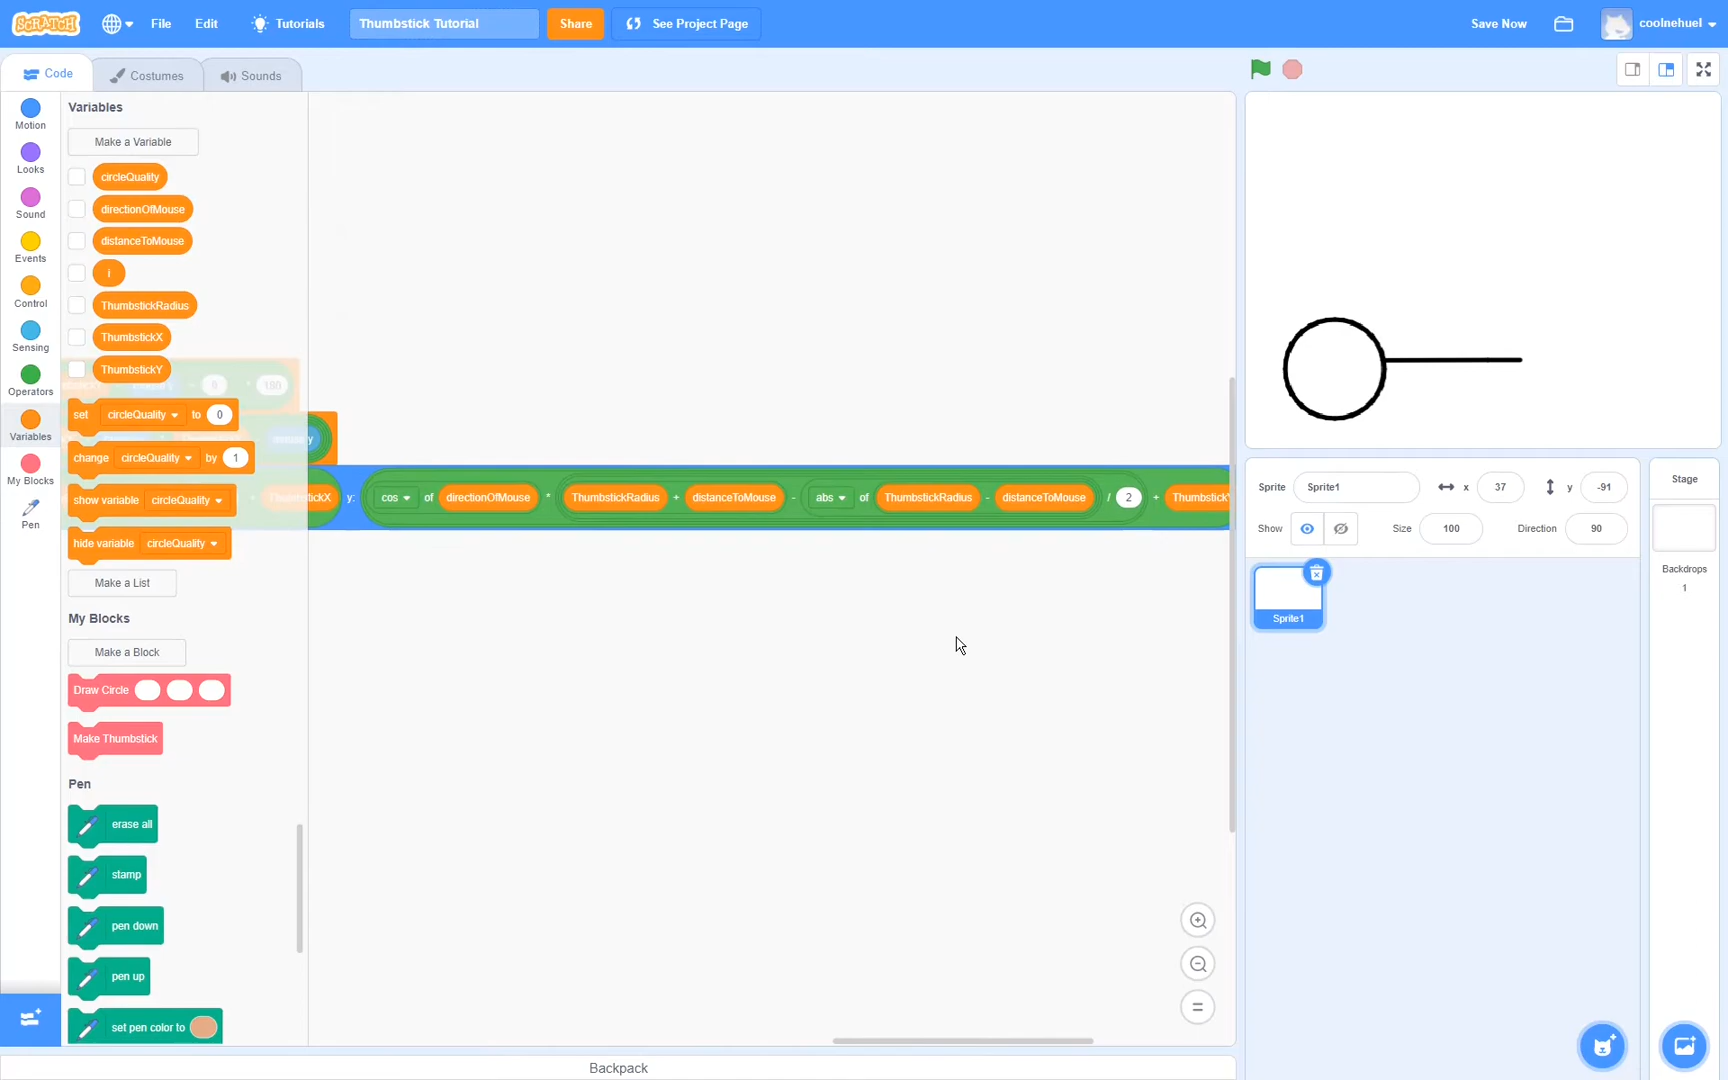 SCRATCH File Edit Tutorials Thumbstick Tutorial Share See Project Page Save Now coolnehuel
Code Costumes Sounds
Motion
Looks
Sound
Events
Control
Sensing
Operators
Variables
My Blocks
Pen
Variables
Make a Variable
circleQuality
directionOfMouse
distanceToMouse
i
ThumbstickRadius
ThumbstickX
ThumbstickY
set circleQuality to 0
change circleQuality by 1
show variable circleQuality
hide variable circleQuality
Make a List
My Blocks
Make a Block
Draw Circle
Make Thumbstick
Pen
erase all
stamp
pen down
pen up
set pen color to
180
y: cos of directionOfMouse * ThumbstickRadius + distanceToMouse - abs of ThumbstickRadius - distanceToMouse / 2 +
Sprite Sprite1 x 37 y -91
Show Size 100 Direction 90
Sprite1
Stage
Backdrops
1
Backpack